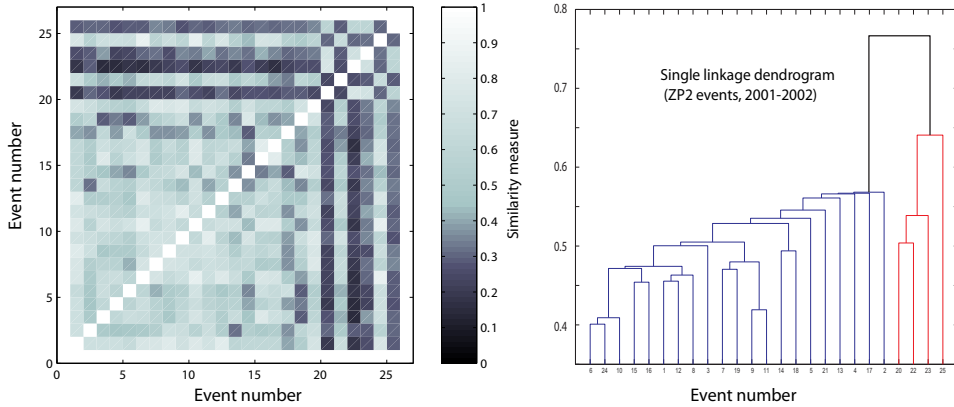 25
20
15
10
5
0
Event number
0 5 10 15 20 25
Event number
1
0.9
0.8
0.7
0.6
0.5
0.4
0.3
0.2
0.1
0
Similarity measure
0.8
0.7
0.6
0.5
0.4
Single linkage dendrogram
(ZP2 events, 2001-2002)
6 24 10 15 16 1 12 8 3 7 19 9 11 14 18 5 21 13 4 17 2 20 22 23 25
Event number